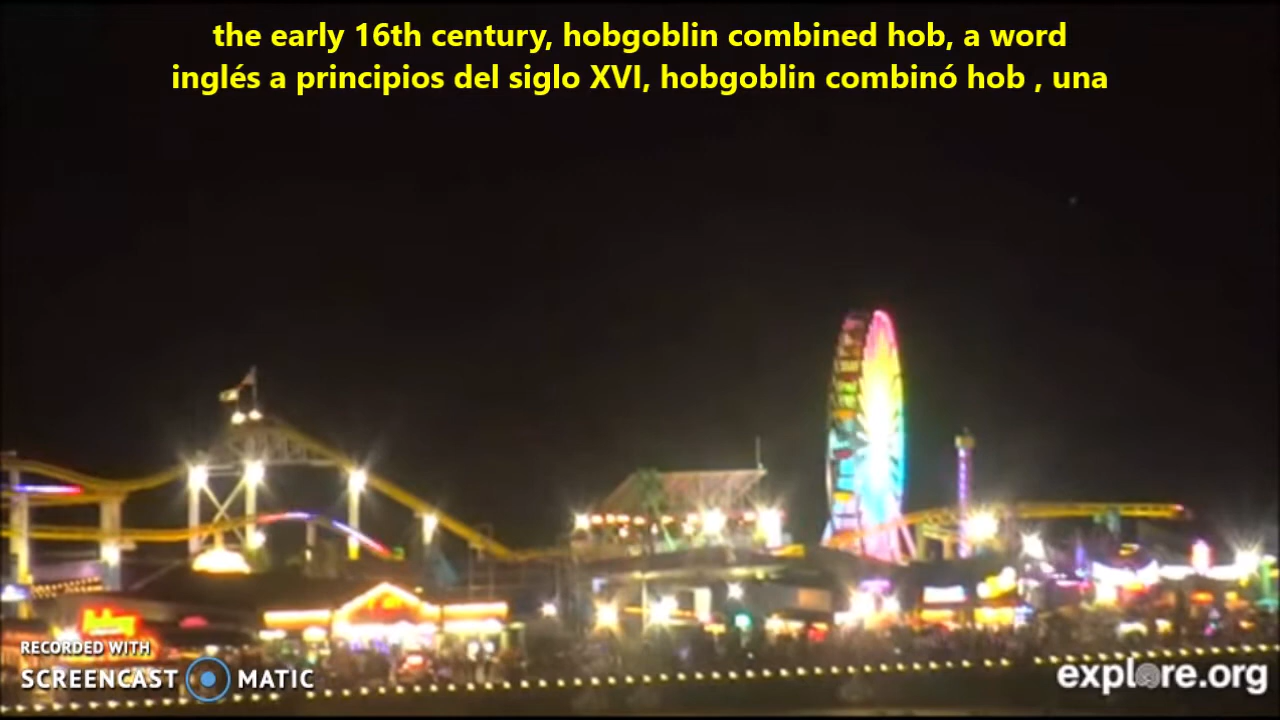 the early 16th century, hobgoblin combined hob, a word
inglés a principios del siglo XVI, hobgoblin combinó hob , una
RECORDED WITH
SCREENCAST MATIC
explore.org